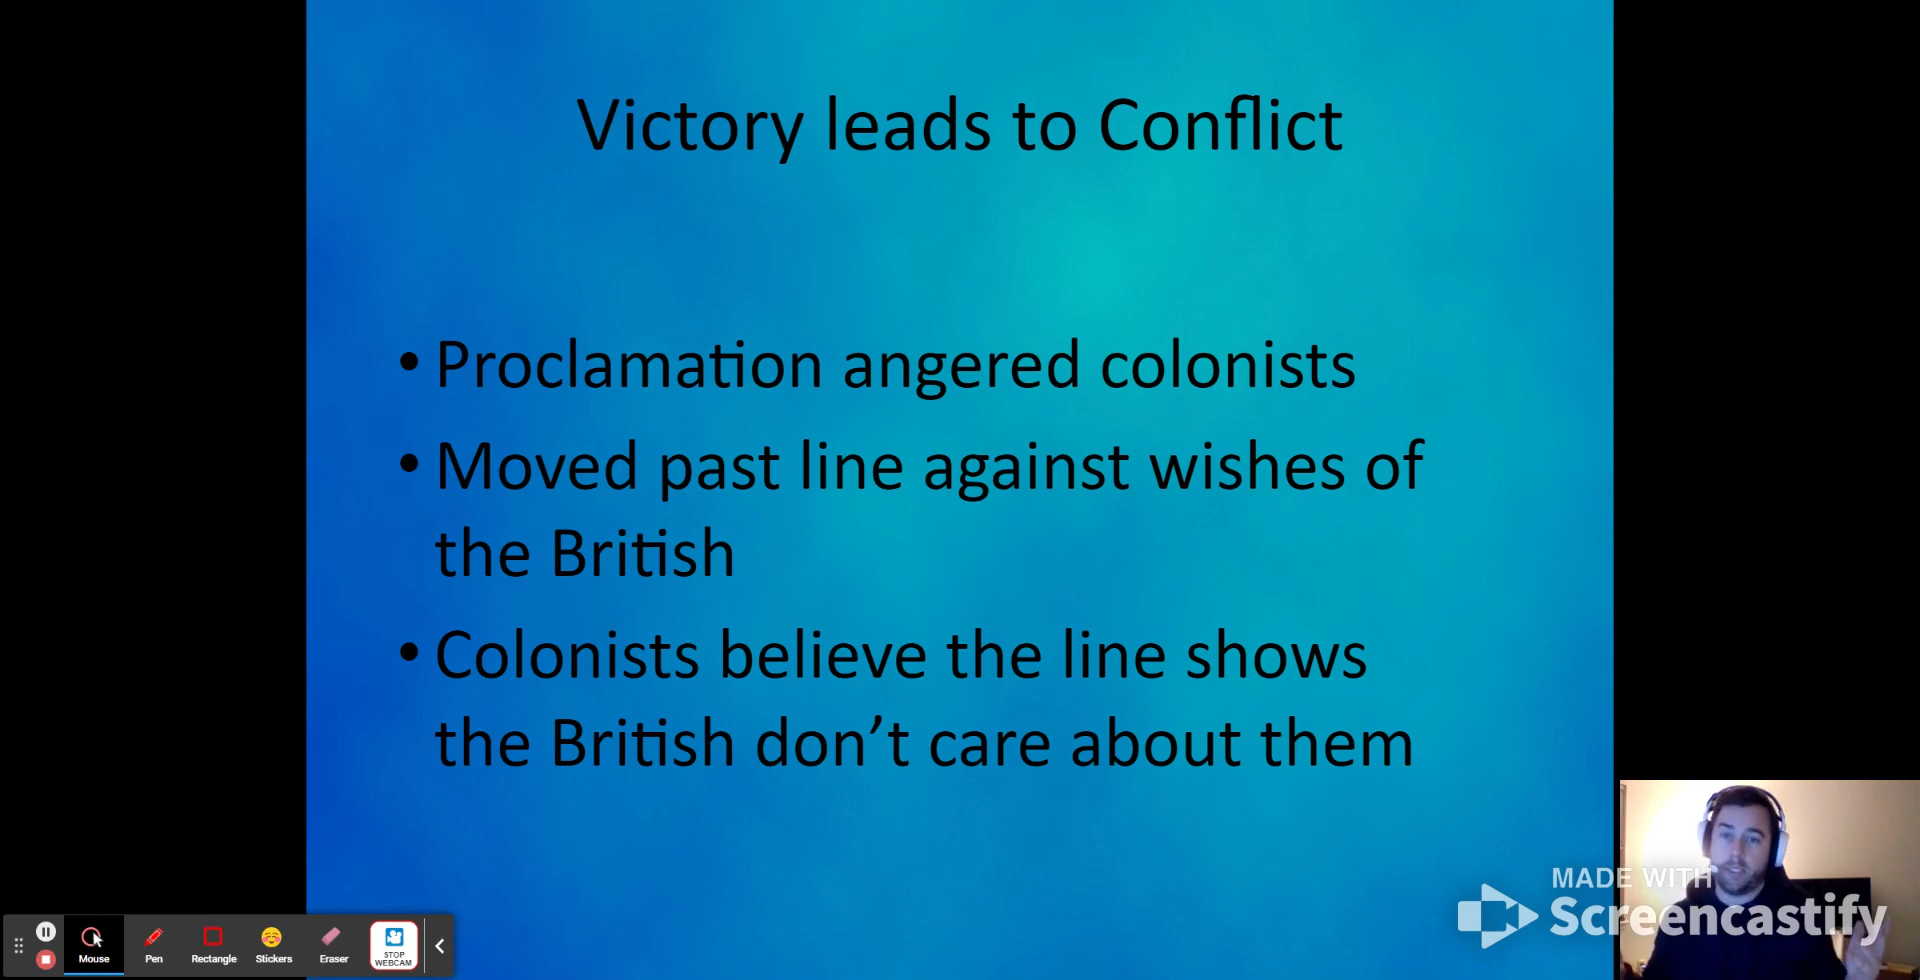 Victory leads to Conflict
• Proclamation angered colonists
• Moved past line against wishes of
the British
• Colonists believe the line shows
the British don’t care about them
MADE WITH
Screencastify
Mouse
Pen
Rectangle
Stickers
Eraser
STOP
WEBCAM